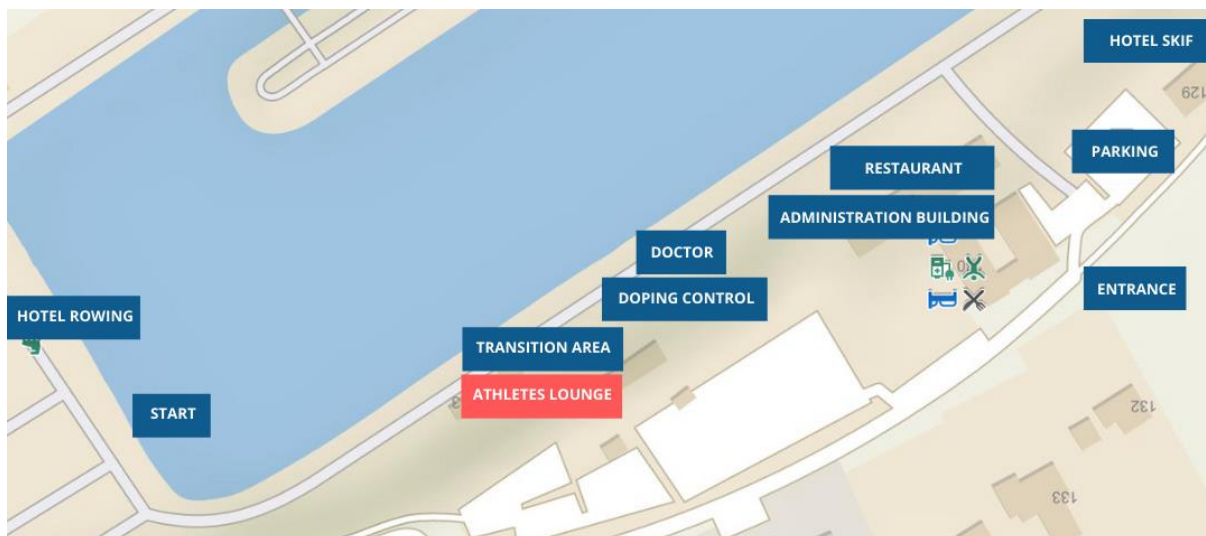 HOTEL SKIF
129
PARKING
RESTAURANT
ADMINISTRATION BUILDING
DOCTOR
ENTRANCE
DOPING CONTROL
HOTEL ROWING
TRANSITION AREA
ATHLETES LOUNGE
START
132
133